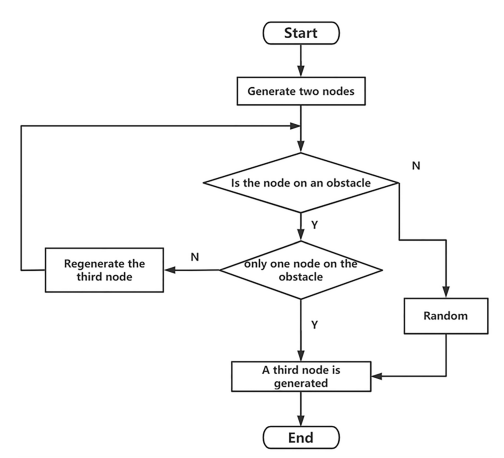 Start
Generate two nodes
N
Is the node on an obstacle
Y
N
only one node on the
obstacle
Regenerate the
third node
Random
Y
A third node is
generated
End